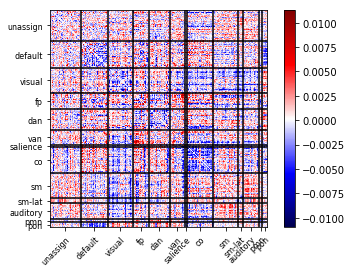 unassign
default
visual
fp
dan
van
salience
co
sm
sm-lat
auditory
pmn
pon
unassign
default
visual
fp
dan
van
salience
co
sm
sm-lat
auditory
0.0100
0.0075
0.0050
0.0025
0.0000
−0.0025
−0.0050
−0.0075
−0.0100